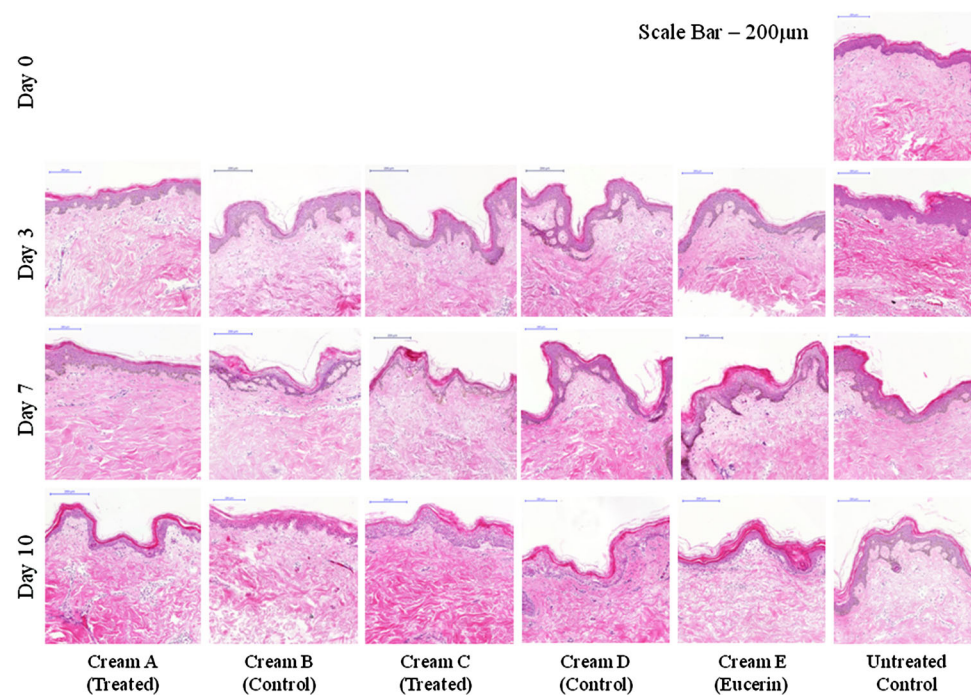 Scale Bar – 200μm
Day 0
Day 3
Day 7
Day 10
Cream A
(Treated)
Cream B
(Control)
Cream C
(Treated)
Cream D
(Control)
Cream E
(Eucerin)
Untreated
Control